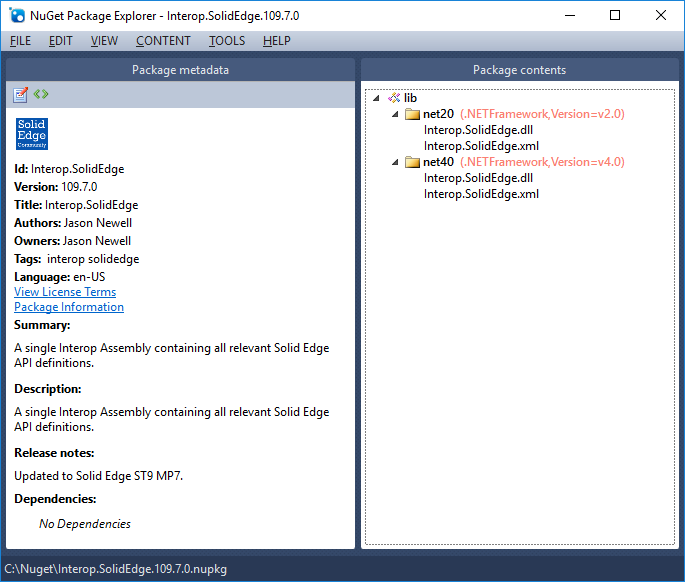 NuGet Package Explorer - Interop.SolidEdge.109.7.0
FILE EDIT VIEW CONTENT TOOLS HELP
Package metadata
Solid
Edge
Community
Id: Interop.SolidEdge
Version: 109.7.0
Title: Interop.SolidEdge
Authors: Jason Newell
Owners: Jason Newell
Tags: interop solidedge
Language: en-US
View License Terms
Package Information
Summary:
A single Interop Assembly containing all relevant Solid Edge
API definitions.
Description:
A single Interop Assembly containing all relevant Solid Edge
API definitions.
Release notes:
Updated to Solid Edge ST9 MP7.
Dependencies:
No Dependencies
Package contents
lib
net20 (.NETFramework,Version=v2.0)
Interop.SolidEdge.dll
Interop.SolidEdge.xml
net40 (.NETFramework,Version=v4.0)
Interop.SolidEdge.dll
Interop.SolidEdge.xml
C:\Nuget\Interop.SolidEdge.109.7.0.nupkg